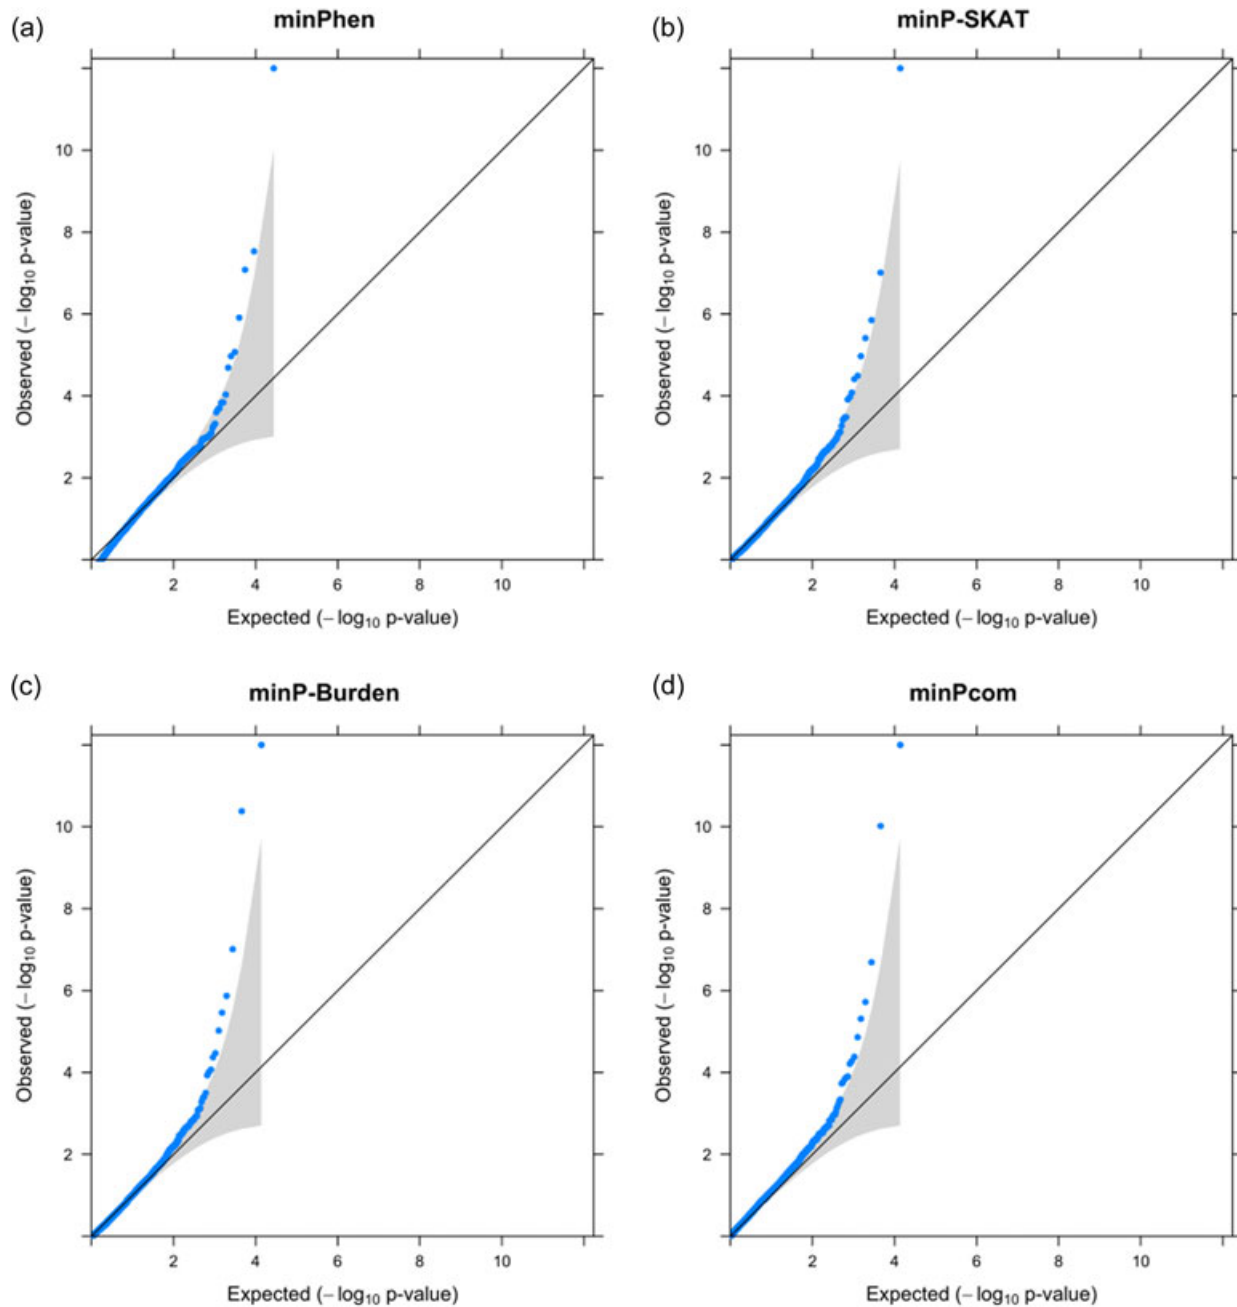 (a) minPhen
10
8
6
4
2
Observed (− log10 p-value)
2 4 6 8 10
Expected (− log10 p-value)
(b) minP-SKAT
10
8
6
4
2
Observed (− log10 p-value)
2 4 6 8 10
Expected (− log10 p-value)
(c) minP-Burden
10
8
6
4
2
Observed (− log10 p-value)
2 4 6 8 10
Expected (− log10 p-value)
(d) minPcom
10
8
6
4
2
Observed (− log10 p-value)
2 4 6 8 10
Expected (− log10 p-value)